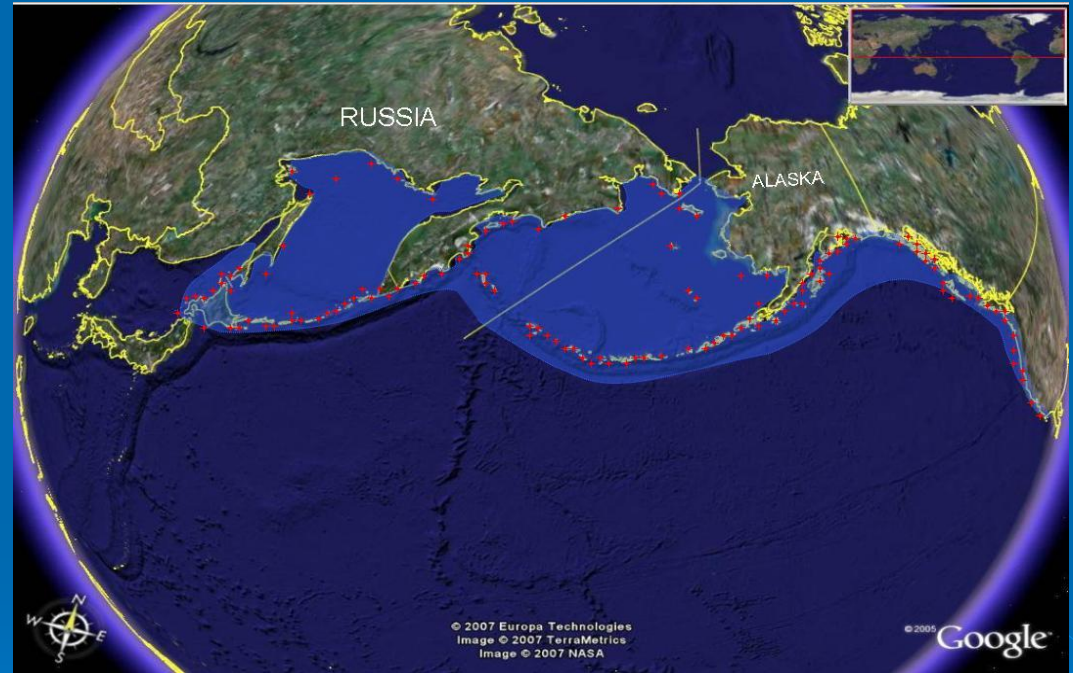 RUSSIA
ALASKA
N
W
E
S
© 2007 Europa Technologies
Image © 2007 TerraMetrics
Image © 2007 NASA
©2005 Google